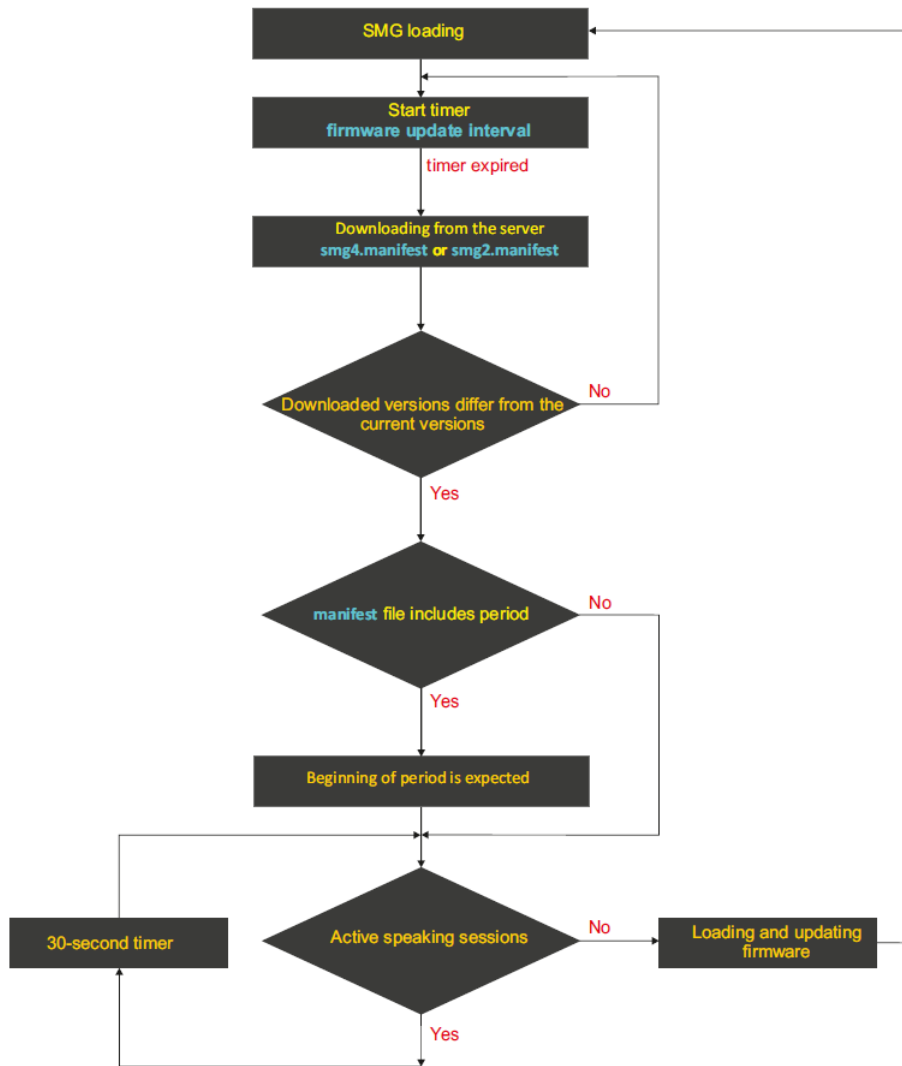 SMG loading
Start timer
firmware update interval
timer expired
Downloading from the server
smg4.manifest or smg2.manifest
Downloaded versions differ from the
current versions
No
Yes
manifest file includes period
No
Yes
Beginning of period is expected
30-second timer
Active speaking sessions
No
Loading and updating
firmware
Yes